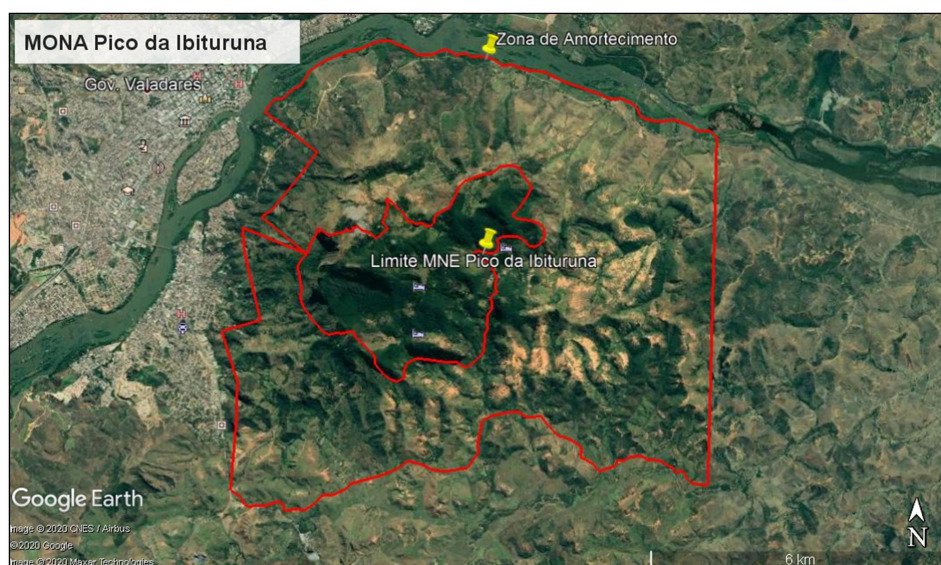 MONA Pico da Ibituruna
Zona de Amortecimento
Gov. Valadares
Limite MNE Pico da Ibituruna
Google Earth
Image © 2020 CNES / Airbus
© 2020 Google
Image © 2020 Maxar Technologies
N
6 km